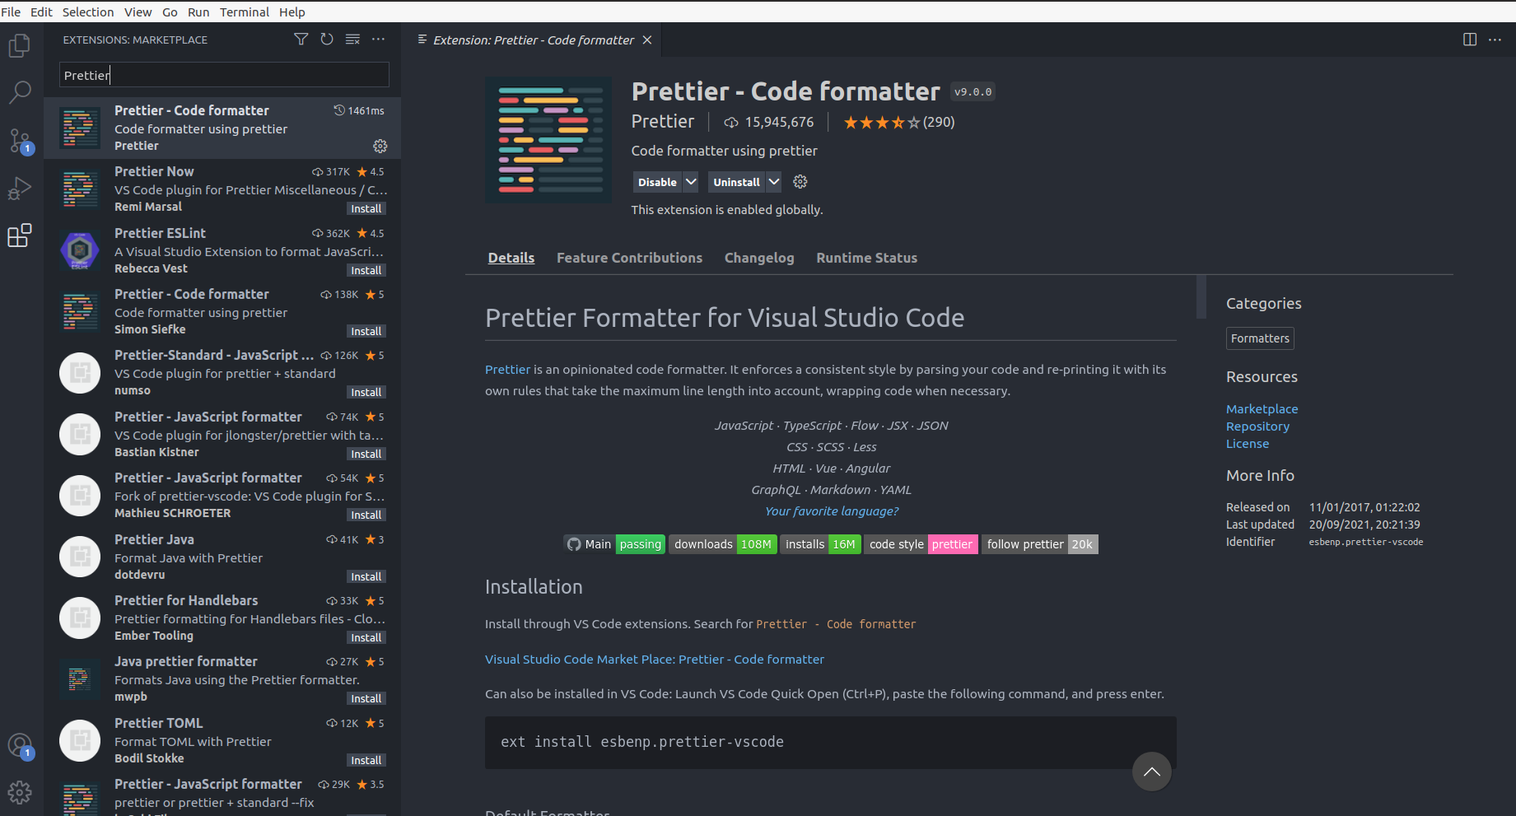 File Edit Selection View Go Run Terminal Help
EXTENSIONS: MARKETPLACE
Prettier
Prettier - Code formatter 1461ms
Code formatter using prettier
Prettier
Prettier Now 317K 4.5
VS Code plugin for Prettier Miscellaneous / C...
Remi Marsal Install
Prettier ESLint 362K 4.5
A Visual Studio Extension to format JavaScri...
Rebecca Vest Install
Prettier - Code formatter 138K 5
Code formatter using prettier
Simon Siefke Install
Prettier-Standard - JavaScript ... 126K 5
VS Code plugin for prettier + standard
numso Install
Prettier - JavaScript formatter 74K 5
VS Code plugin for jlongster/prettier with ta...
Bastian Kistner Install
Prettier - JavaScript formatter 54K 5
Fork of prettier-vscode: VS Code plugin for S...
Mathieu SCHROETER Install
Prettier Java 41K 3
Format Java with Prettier
dotdevru Install
Prettier for Handlebars 33K 5
Prettier formatting for Handlebars files - Clo...
Ember Tooling Install
Java prettier formatter 27K 5
Formats Java using the Prettier formatter.
mwpb Install
Prettier TOML 12K 5
Format TOML with Prettier
Bodil Stokke Install
Prettier - JavaScript formatter 29K 3.5
prettier or prettier + standard --fix
1
1
Extension: Prettier - Code formatter
Prettier - Code formatter v9.0.0
Prettier 15,945,676 (290)
Code formatter using prettier
Disable Uninstall
This extension is enabled globally.
Details Feature Contributions Changelog Runtime Status
Prettier Formatter for Visual Studio Code
Prettier is an opinionated code formatter. It enforces a consistent style by parsing your code and re-printing it with its
own rules that take the maximum line length into account, wrapping code when necessary.
JavaScript · TypeScript · Flow · JSX · JSON
CSS · SCSS · Less
HTML · Vue · Angular
GraphQL · Markdown · YAML
Your favorite language?
Main passing downloads 108M installs 16M code style prettier follow prettier 20k
Installation
Install through VS Code extensions. Search for Prettier - Code formatter
Visual Studio Code Market Place: Prettier - Code formatter
Can also be installed in VS Code: Launch VS Code Quick Open (Ctrl+P), paste the following command, and press enter.
ext install esbenp.prettier-vscode
Default Formatter
Categories
Formatters
Resources
Marketplace
Repository
License
More Info
Released on 11/01/2017, 01:22:02
Last updated 20/09/2021, 20:21:39
Identifier esbenp.prettier-vscode